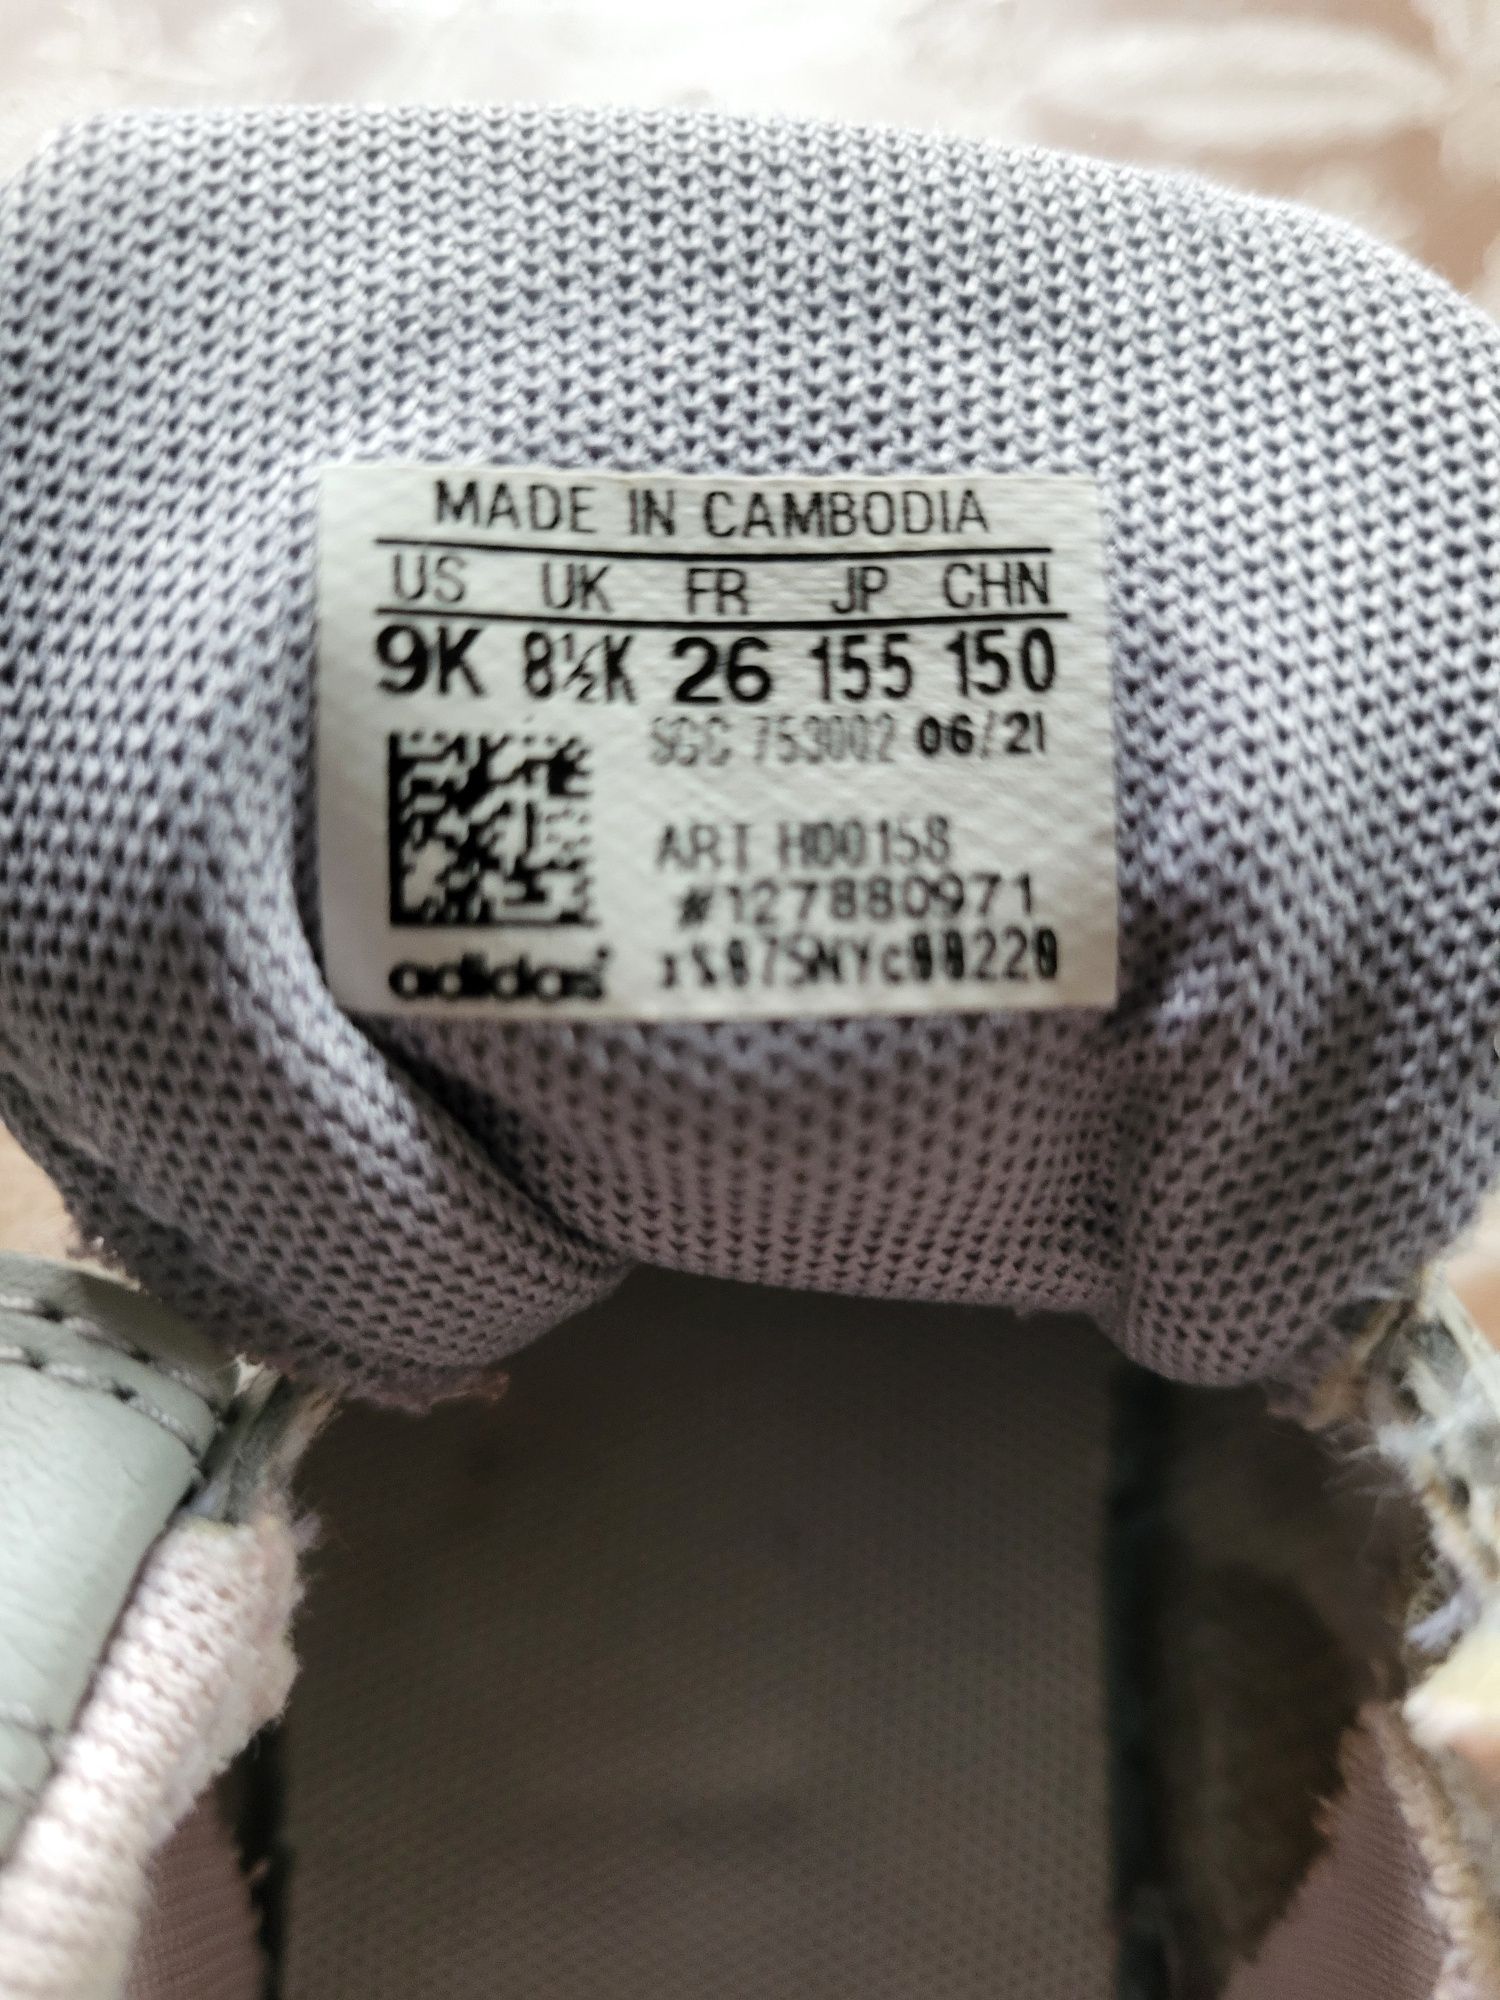 MADE IN CAMBODIA
US UK FR JP CHN
9K 8½K 26 155 150
SGC 753002 06/21
ART H00158
#127880971
adidas